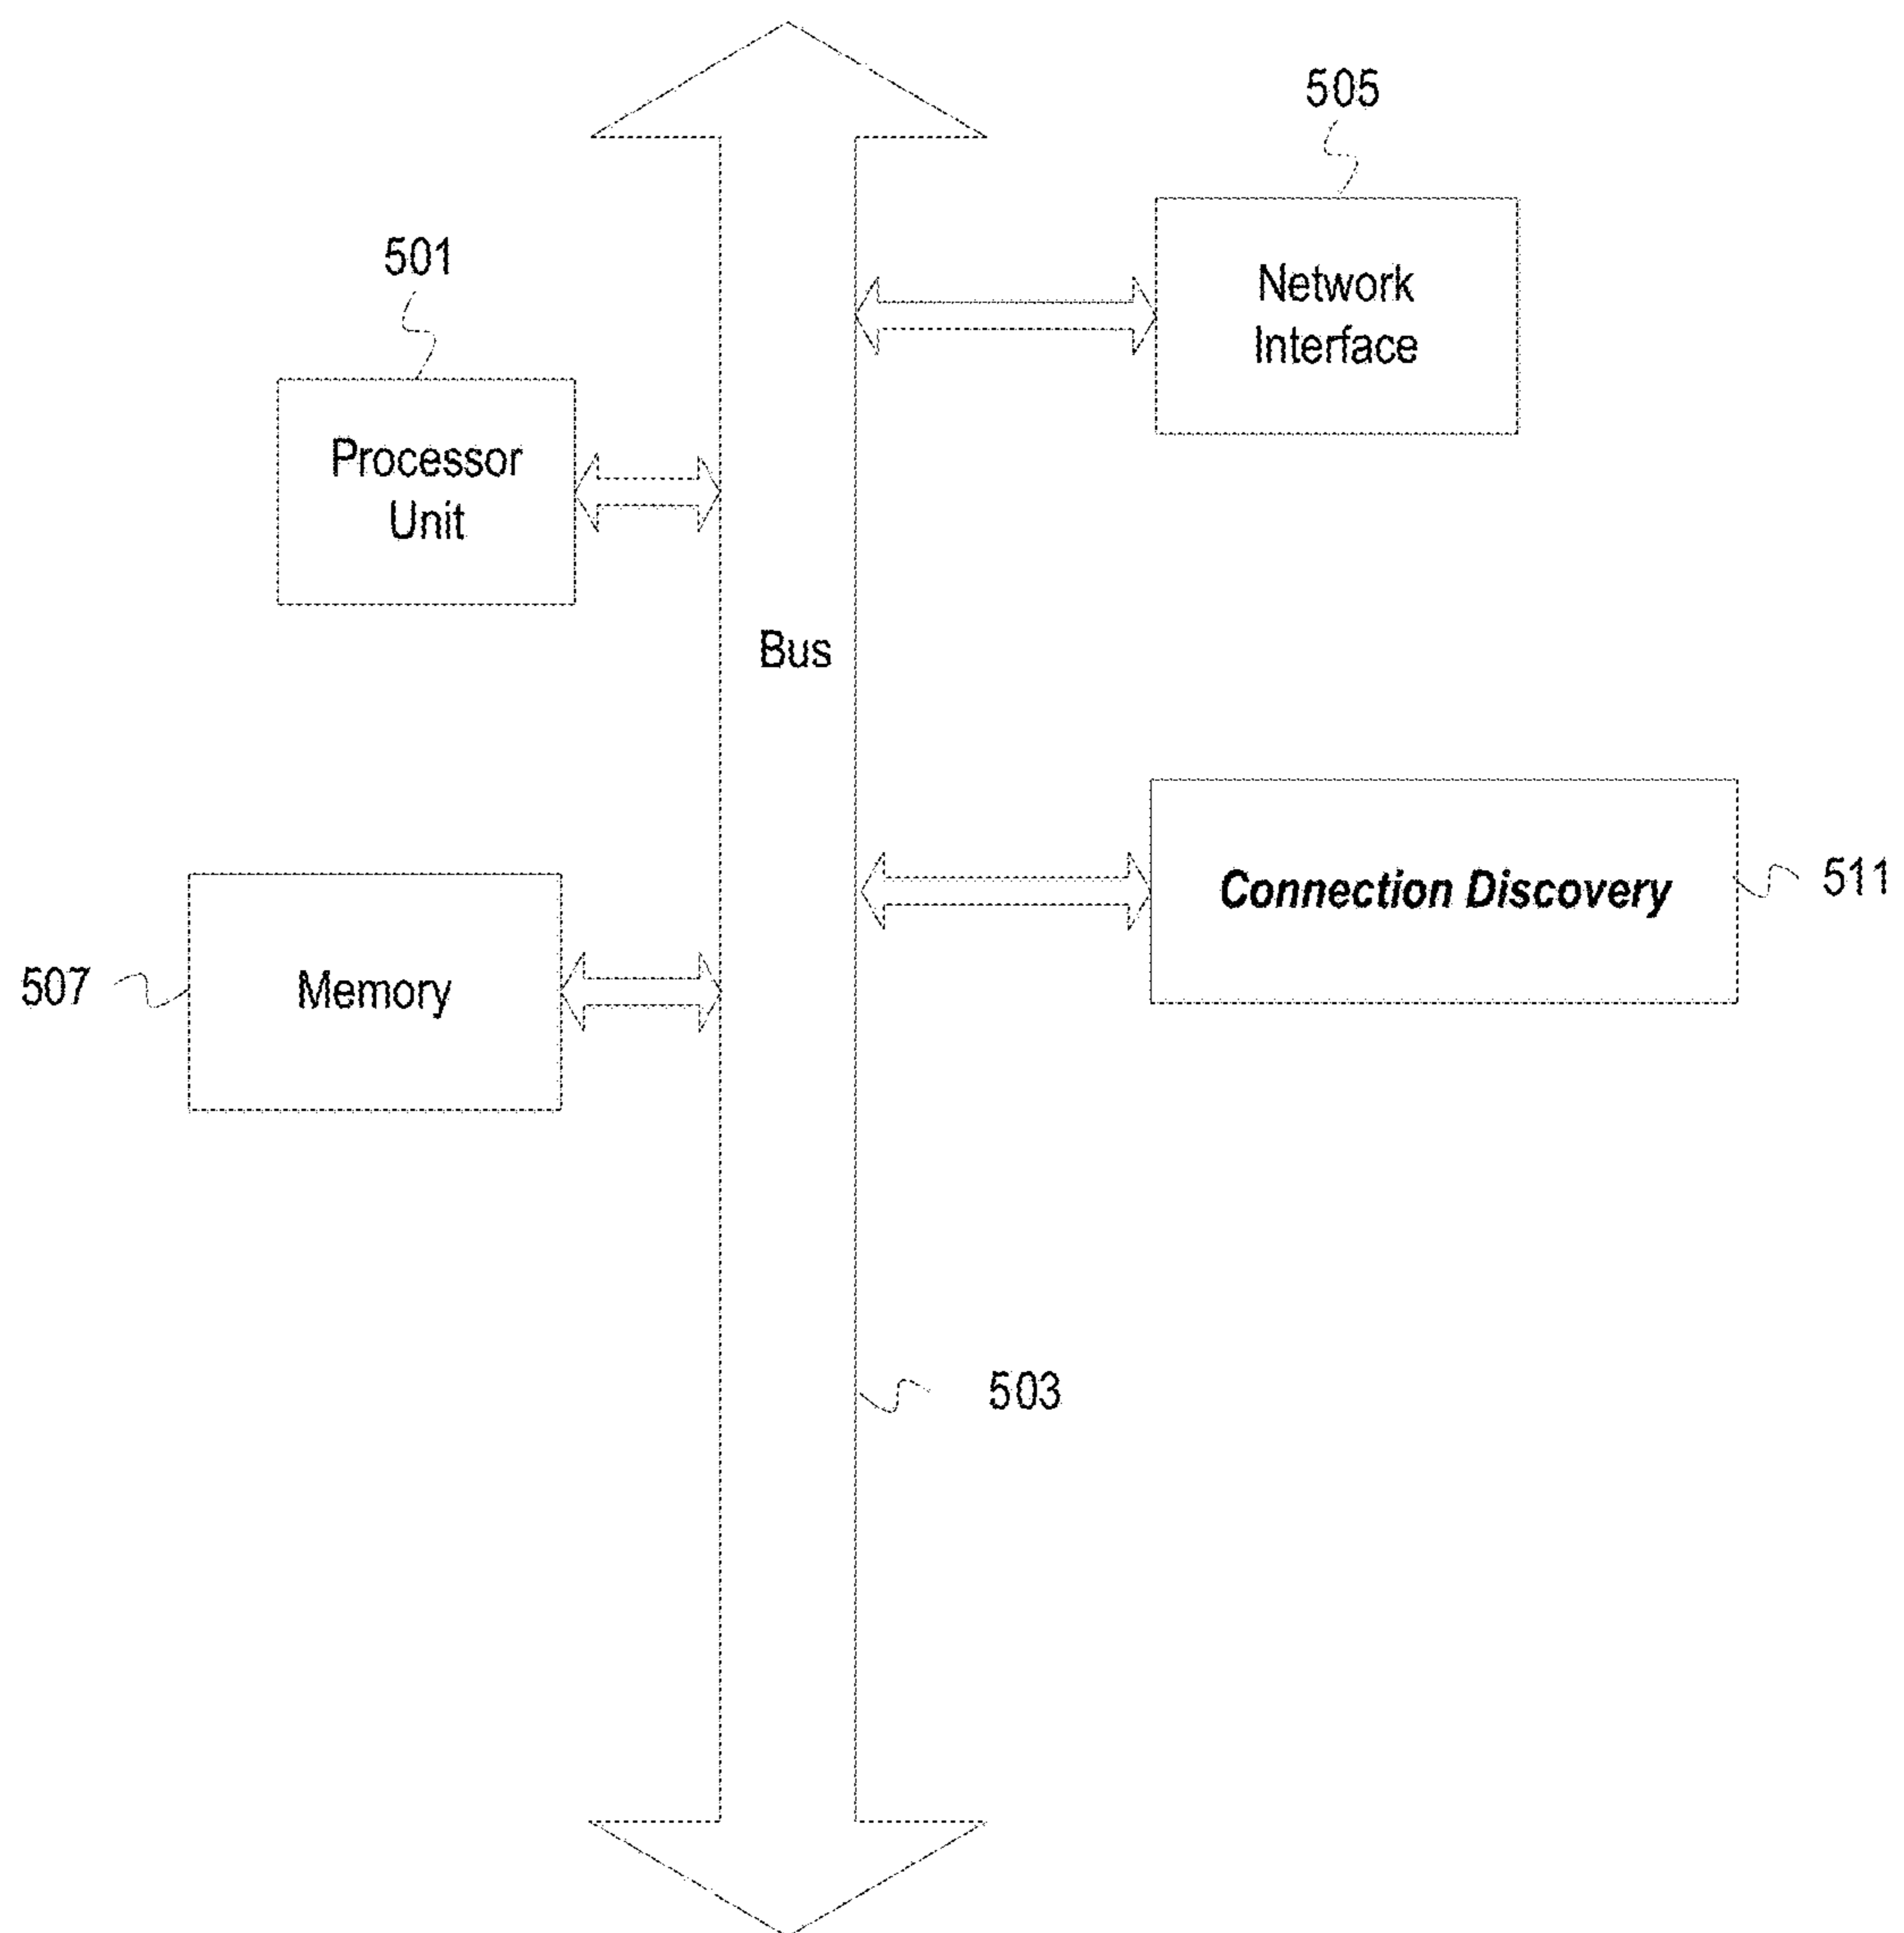 505
Network
Interface
501
Processor
Unit
Bus
Connection Discovery
511
507
Memory
503